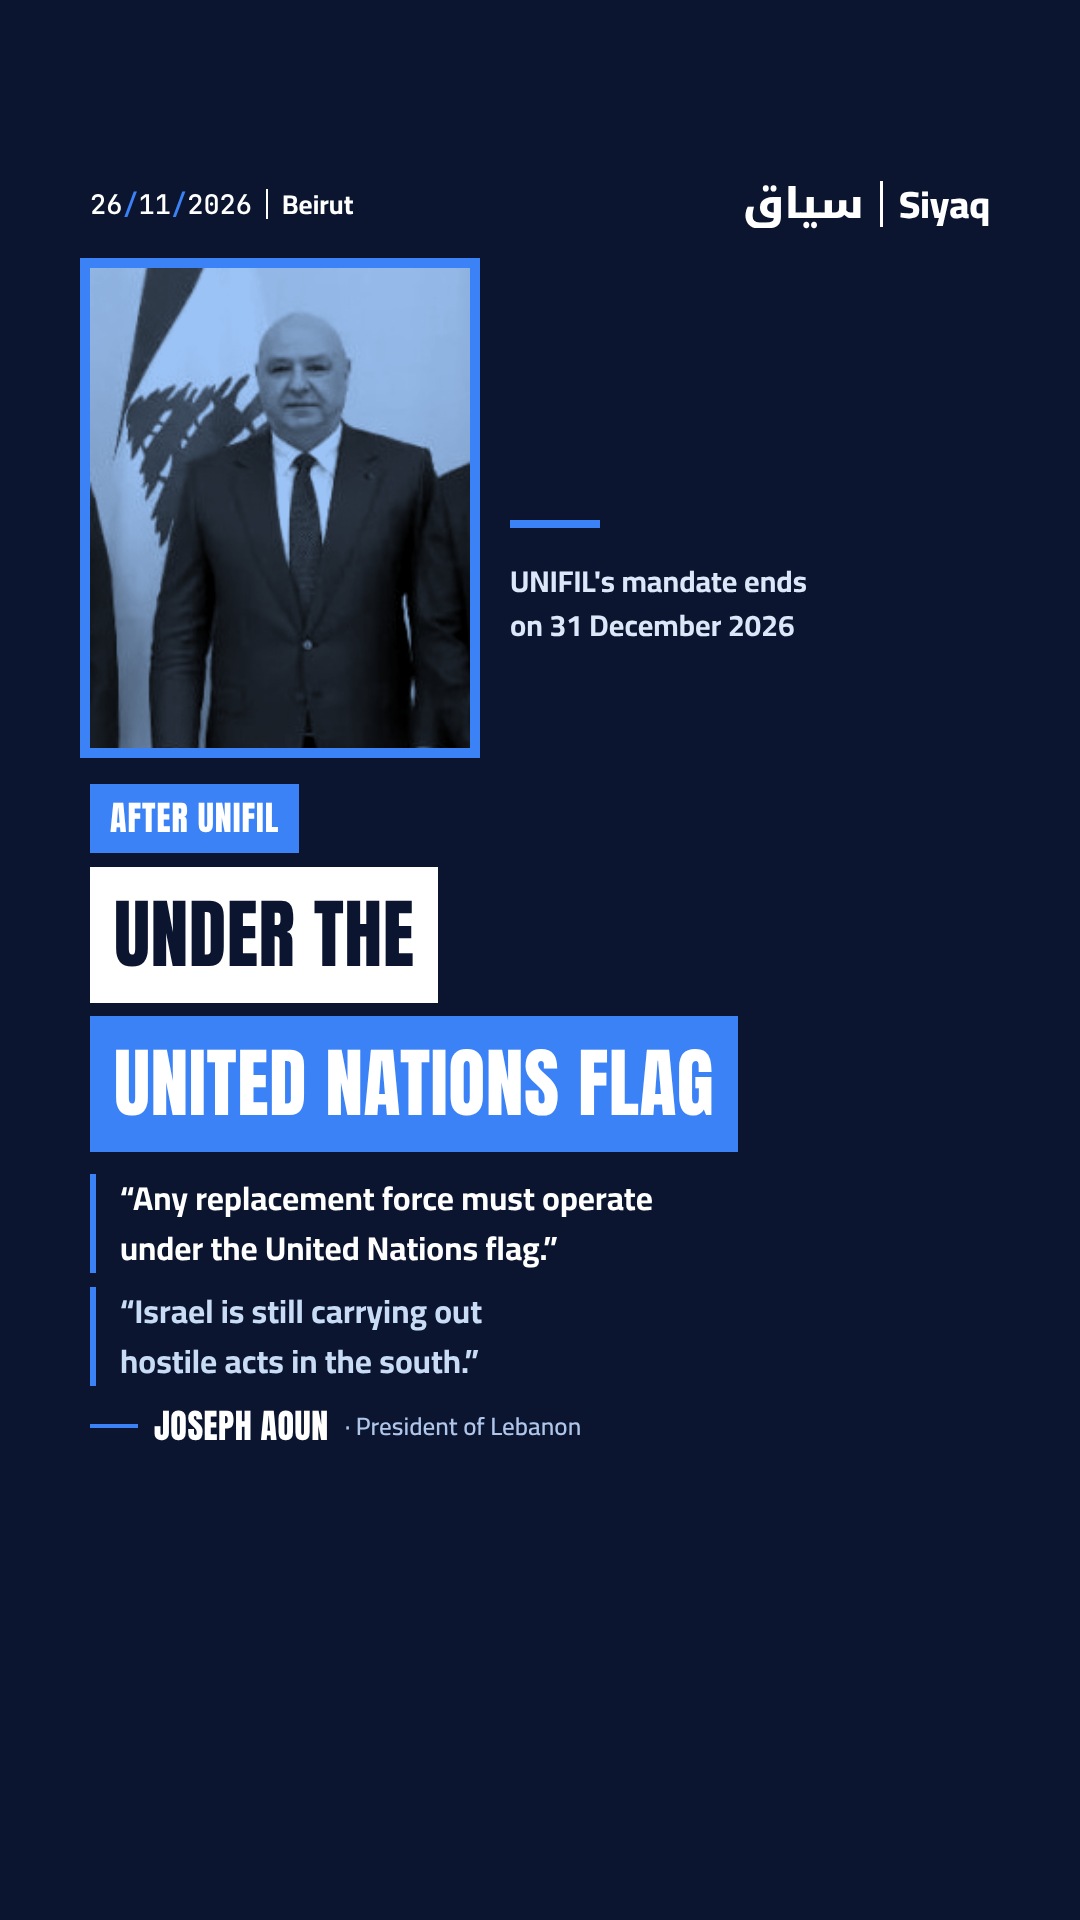 26/11/2026 | Beirut
سياق | Siyaq
UNIFIL's mandate ends
on 31 December 2026
AFTER UNIFIL
UNDER THE
UNITED NATIONS FLAG
“Any replacement force must operate
under the United Nations flag.”
“Israel is still carrying out
hostile acts in the south.”
JOSEPH AOUN · President of Lebanon